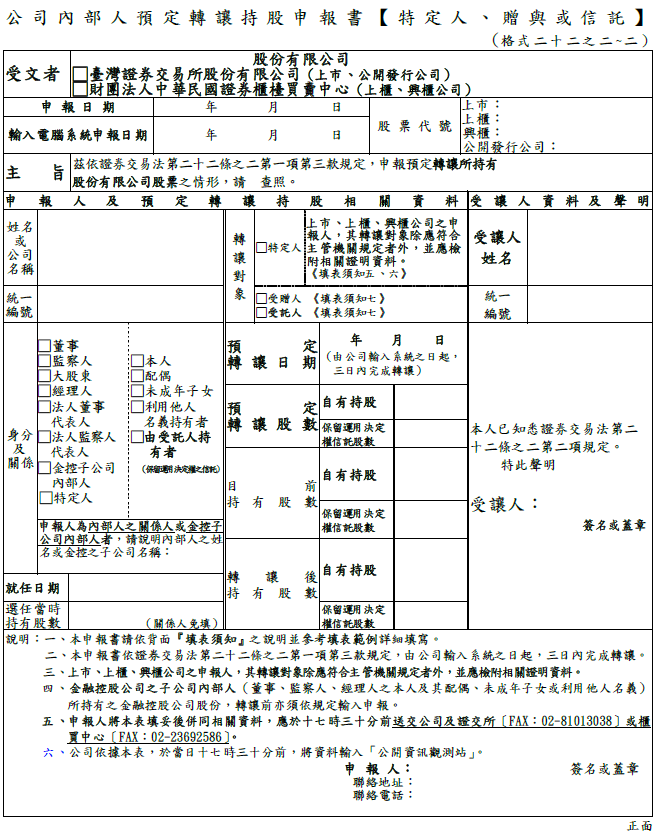 公司內部人預定轉讓持股申報書【特定人、贈與或信託】
（格式二十二之二~二）
受文者
股份有限公司
□臺灣證券交易所股份有限公司（上市、公開發行公司）
□財團法人中華民國證券櫃檯買賣中心（上櫃、興櫃公司）
申報日期 年 月 日
輸入電腦系統申報日期 年 月 日
股票代號
上市：
上櫃：
興櫃：
公開發行公司：
主旨
茲依證券交易法第二十二條之二第一項第三款規定，申報預定轉讓所持有
股份有限公司股票之情形，請 查照。
申報人及預定轉讓持股相關資料
受讓人資料及聲明
姓名
或
公司
名稱
轉讓對象
□特定人
上市、上櫃、興櫃公司之申
報人，其轉讓對象除應符合
主管機關規定者外，並應檢
附相關證明資料。
《填表須知五、六》
受讓人
姓名
統一
編號
□受贈人 《填表須知七》
□受託人 《填表須知七》
統一
編號
身分
及
關係
□董事
□監察人
□大股東
□經理人
□法人董事
代表人
□法人監察人
代表人
□金控子公司
內部人
□特定人
□本人
□配偶
□未成年子女
□利用他人
名義持有者
□由受託人持
有者
（保留運用決定權之信託）
申報人為內部人之關係人或金控子
公司內部人者，請說明內部人之姓
名或金控之子公司名稱：
預定
轉讓日期
年 月 日
（由公司輸入系統之日起，
三日內完成轉讓）
預定
轉讓股數
自有持股
保留運用決定
權信託股數
目前
持有股數
自有持股
保留運用決定
權信託股數
轉讓後
持有股數
自有持股
保留運用決定
權信託股數
本人已知悉證券交易法第二
十二條之二第二項規定。
特此聲明
受讓人：
簽名或蓋章
就任日期
選任當時
持有股數
（關係人免填）
說明：一、本申報書請依背面『填表須知』之說明並參考填表範例詳細填寫。
二、本申報書依證券交易法第二十二條之二第一項第三款規定，由公司輸入系統之日起，三日內完成轉讓。
三、上市、上櫃、興櫃公司之申報人，其轉讓對象除應符合主管機關規定者外，並應檢附相關證明資料。
四、金融控股公司之子公司內部人（董事、監察人、經理人之本人及其配偶、未成年子女或利用他人名義）
所持有之金融控股公司股份，轉讓前亦須依規定輸入申報。
五、申報人將本表填妥後併同相關資料，應於十七時三十分前送交公司及證交所〔FAX：02-81013038〕或櫃
買中心〔FAX：02-23692586〕。
六、公司依據本表，於當日十七時三十分前，將資料輸入「公開資訊觀測站」。
申報人： 簽名或蓋章
聯絡地址：
聯絡電話：
正面